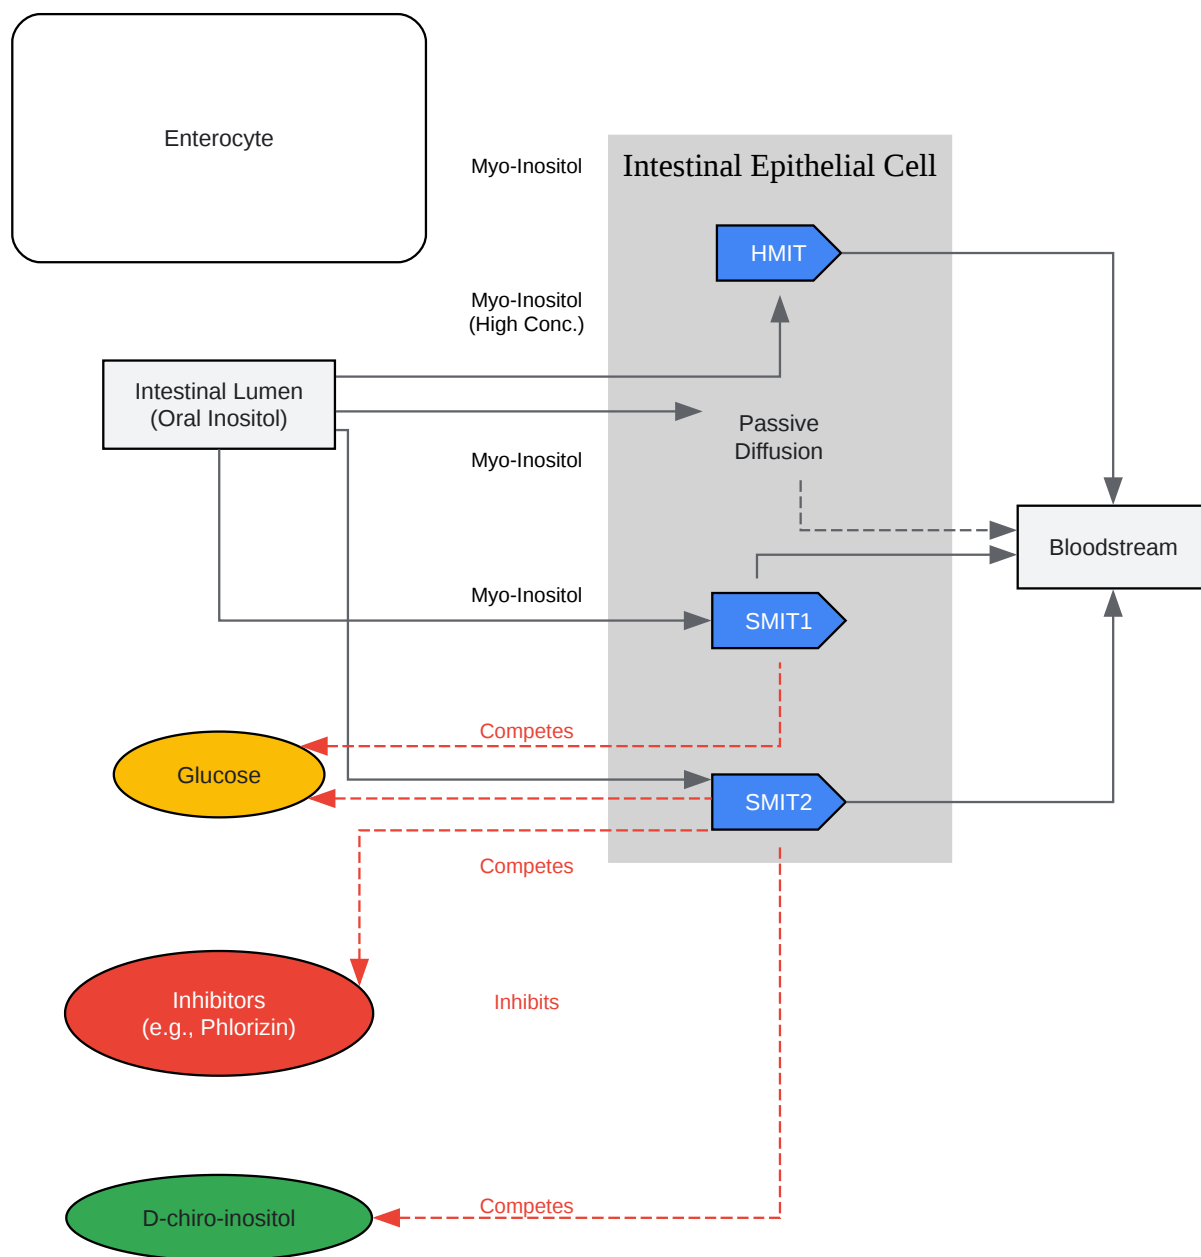 Enterocyte
Myo-Inositol
Intestinal Epithelial Cell
HMIT
Myo-Inositol
(High Conc.)
Intestinal Lumen
(Oral Inositol)
Passive
Diffusion
Myo-Inositol
Bloodstream
Myo-Inositol
SMIT1
Competes
Glucose
SMIT2
Competes
Inhibitors
(e.g., Phlorizin)
Inhibits
D-chiro-inositol
Competes